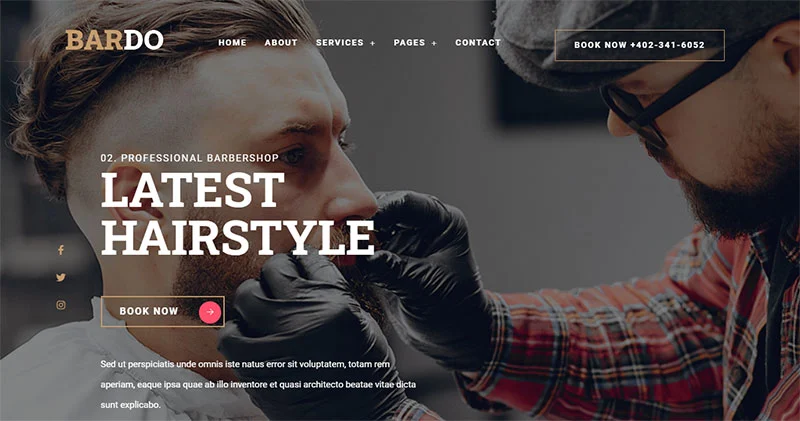 BARDO
HOME ABOUT SERVICES + PAGES + CONTACT
BOOK NOW +402-341-6052
02. PROFESSIONAL BARBERSHOP
LATEST
HAIRSTYLE
BOOK NOW
Sed ut perspiciatis unde omnis iste natus error sit voluptatem, totam rem
aperiam, eaque ipsa quae ab illo inventore et quasi architecto beatae vitae dicta
sunt explicabo.